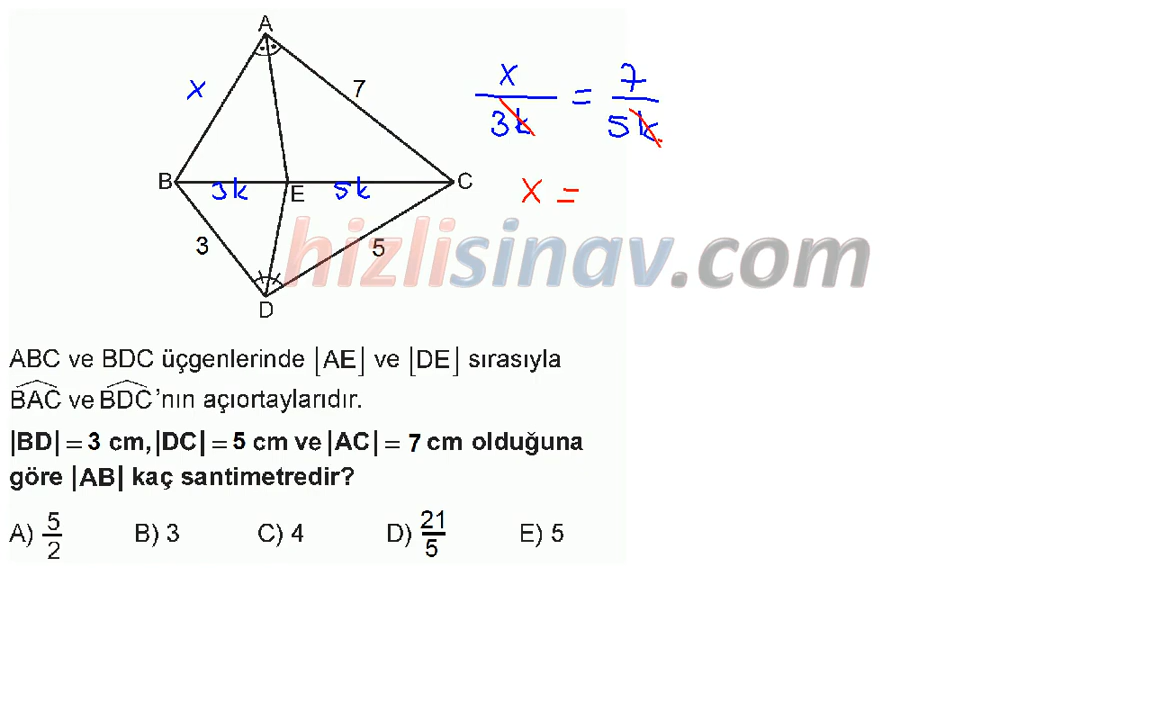 A
x
7
x/3k = 7/5k
B
3k
E
5k
C
x =
3
5
hizlisinav.com
D
ABC ve BDC üçgenlerinde |AE| ve |DE| sırasıyla
BAC ve BDC'nın açıortaylarıdır.
|BD| = 3 cm, |DC| = 5 cm ve |AC| = 7 cm olduğuna
göre |AB| kaç santimetredir?
A) 5/2 B) 3 C) 4 D) 21/5 E) 5